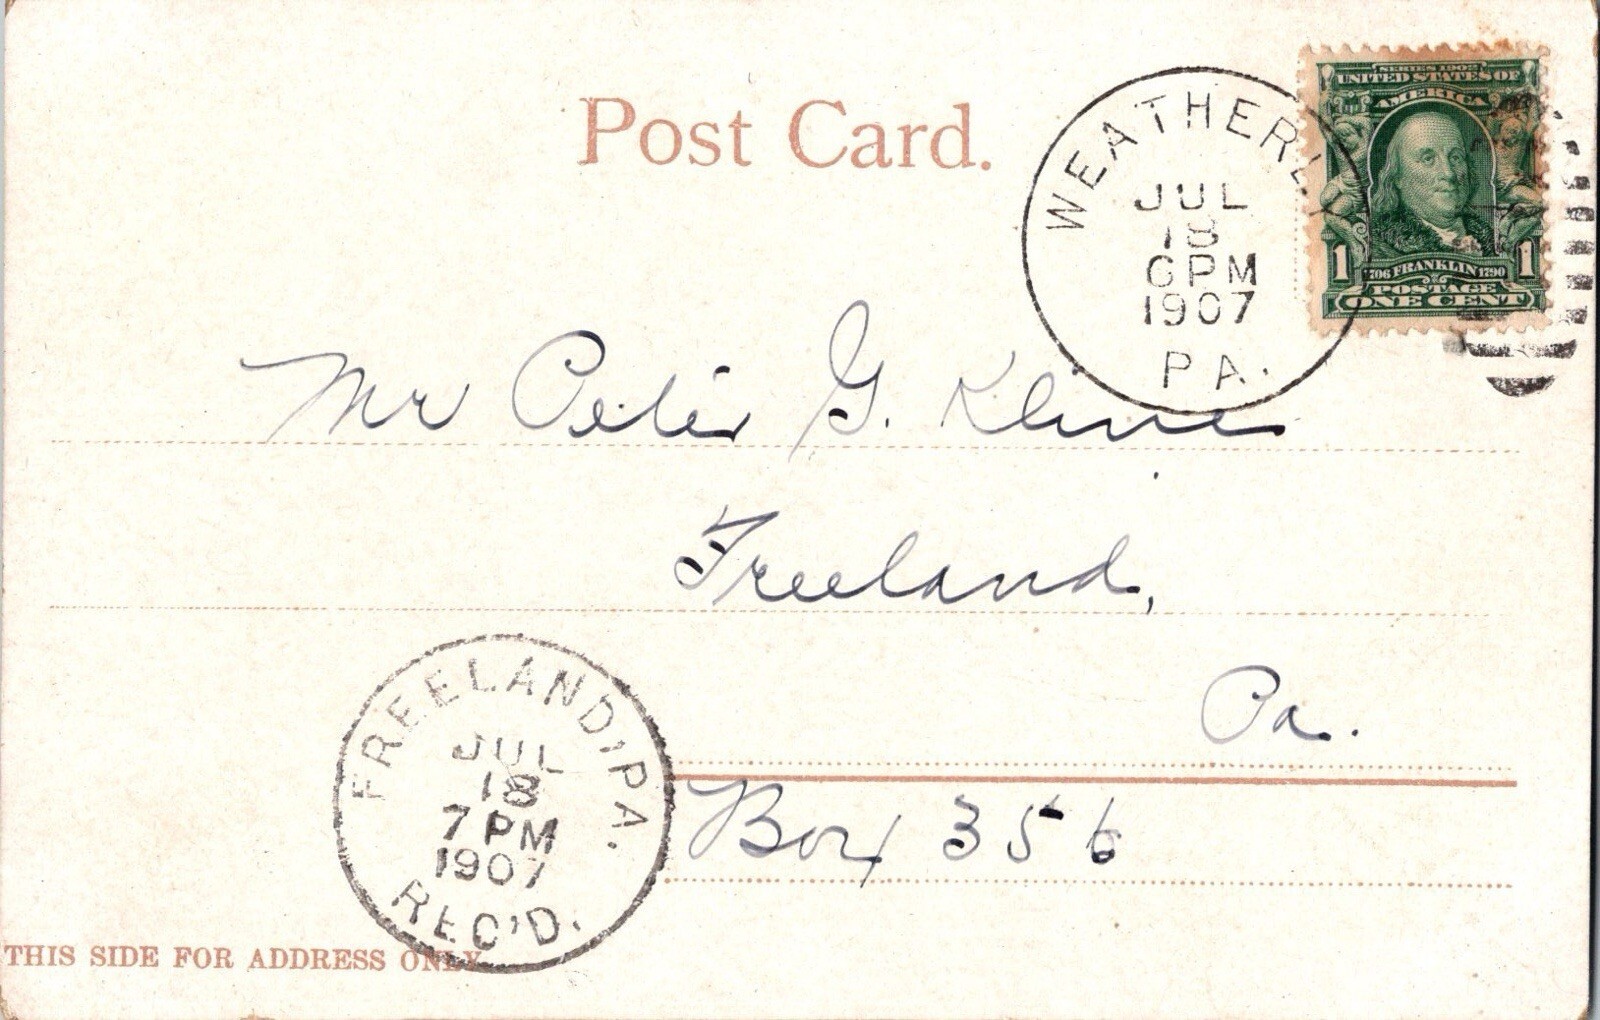 Post Card.
WEATHERLY
JUL
18
6PM
1907
PA.
SERIES 1902
UNITED STATES OF
AMERICA
1706 FRANKLIN 1790
1 1
POSTAGE
ONE CENT
Mr Peter G. Kline
Freeland,
Pa.
Box 356
FREELAND, PA.
JUL
18
7 PM
1907
REC'D.
THIS SIDE FOR ADDRESS ONLY